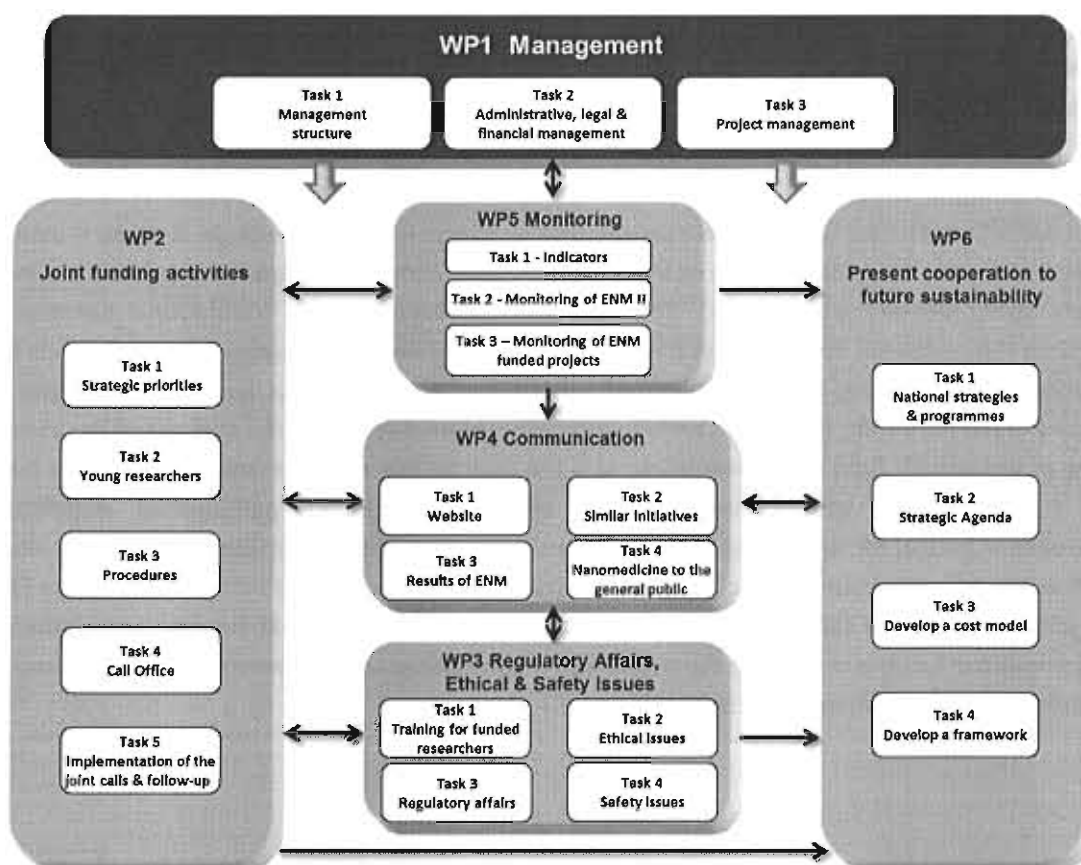 WP1 Management
Task 1
Management
structure
Task 2
Administrative, legal &
financial management
Task 3
Project management
WP2
Joint funding activities
Task 1
Strategic priorities
Task 2
Young researchers
Task 3
Procedures
Task 4
Call Office
Task 5
Implementation of the
joint calls & follow-up
WP5 Monitoring
Task 1 - Indicators
Task 2 - Monitoring of ENM II
Task 3 – Monitoring of ENM
funded projects
WP4 Communication
Task 1
Website
Task 2
Similar initiatives
Task 3
Results of ENM
Task 4
Nanomedicine to the
general public
WP3 Regulatory Affairs,
Ethical & Safety Issues
Task 1
Training for funded
researchers
Task 2
Ethical issues
Task 3
Regulatory affairs
Task 4
Safety issues
WP6
Present cooperation to
future sustainability
Task 1
National strategies
& programmes
Task 2
Strategic Agenda
Task 3
Develop a cost model
Task 4
Develop a framework